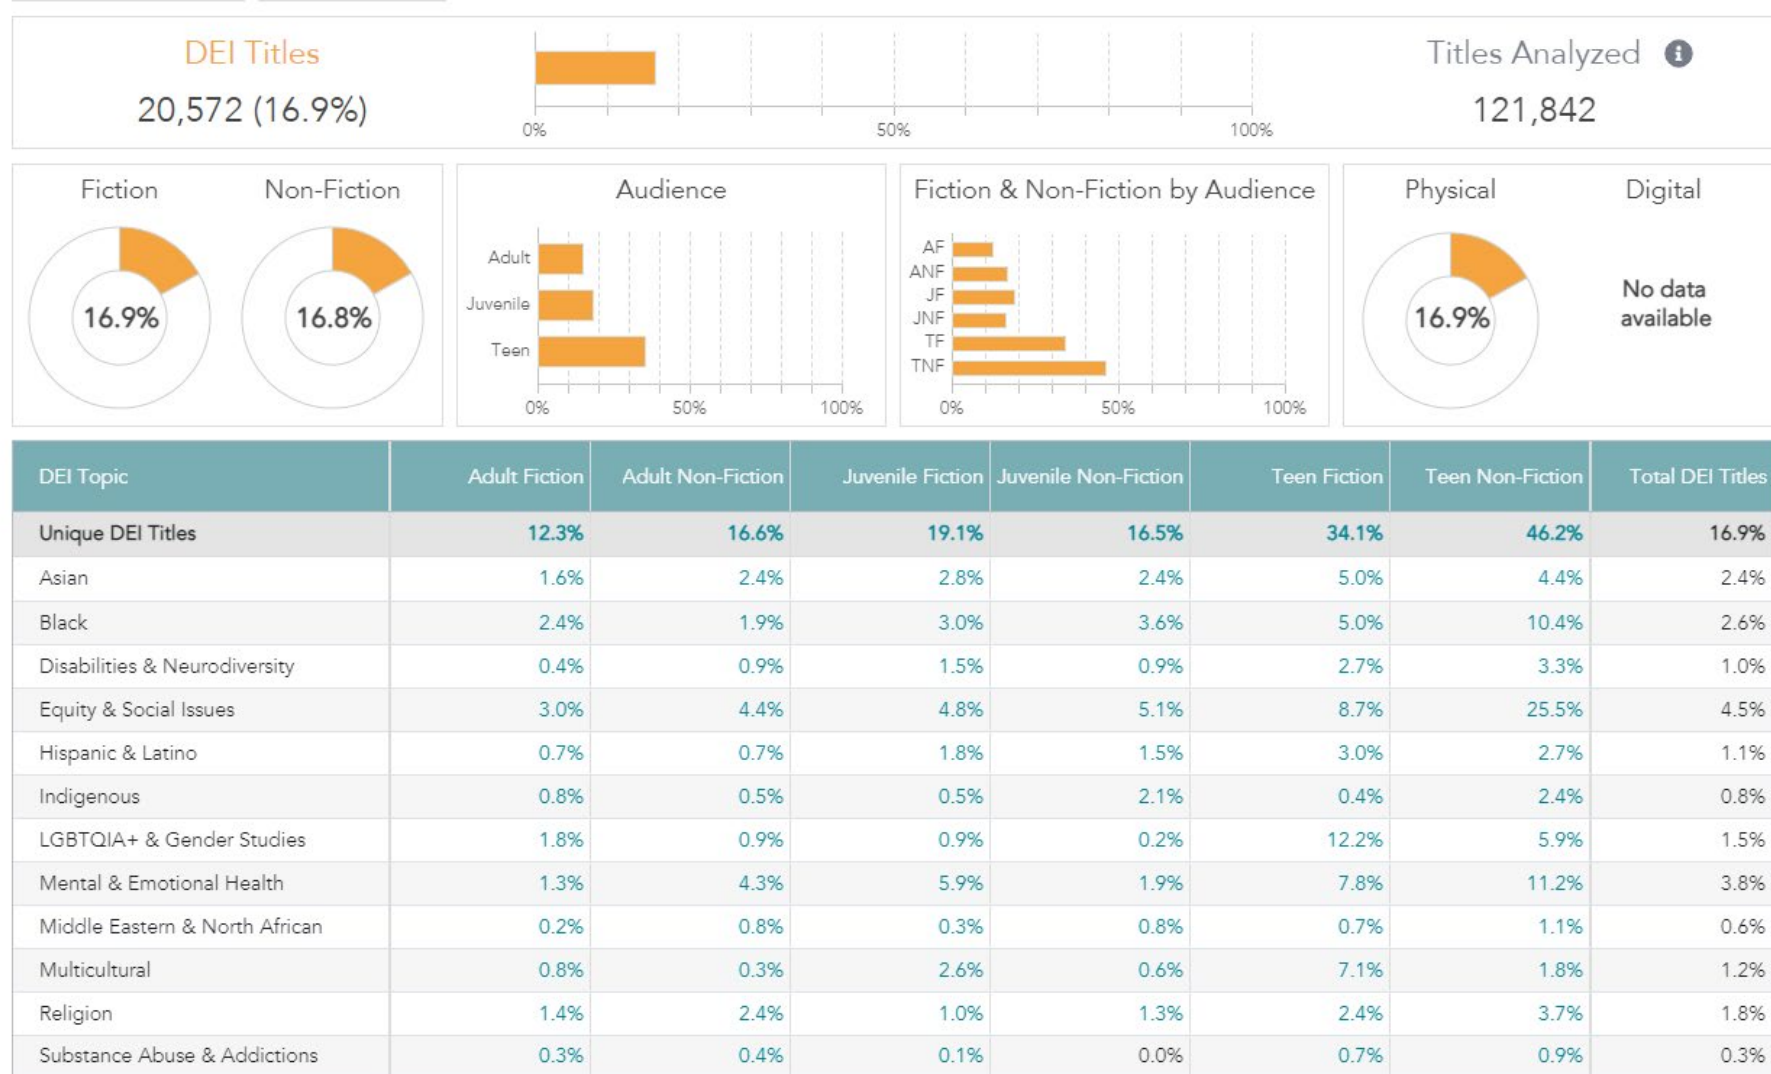 DEI Titles
20,572 (16.9%)
0%
50%
100%
Titles Analyzed i
121,842
Fiction
16.9%
Non-Fiction
16.8%
Audience
Adult
Juvenile
Teen
0% 50% 100%
Fiction & Non-Fiction by Audience
AF
ANF
JF
JNF
TF
TNF
0% 50% 100%
Physical
16.9%
Digital
No data
available
DEI Topic Adult Fiction Adult Non-Fiction Juvenile Fiction Juvenile Non-Fiction Teen Fiction Teen Non-Fiction Total DEI Titles
Unique DEI Titles 12.3% 16.6% 19.1% 16.5% 34.1% 46.2% 16.9%
Asian 1.6% 2.4% 2.8% 2.4% 5.0% 4.4% 2.4%
Black 2.4% 1.9% 3.0% 3.6% 5.0% 10.4% 2.6%
Disabilities & Neurodiversity 0.4% 0.9% 1.5% 0.9% 2.7% 3.3% 1.0%
Equity & Social Issues 3.0% 4.4% 4.8% 5.1% 8.7% 25.5% 4.5%
Hispanic & Latino 0.7% 0.7% 1.8% 1.5% 3.0% 2.7% 1.1%
Indigenous 0.8% 0.5% 0.5% 2.1% 0.4% 2.4% 0.8%
LGBTQIA+ & Gender Studies 1.8% 0.9% 0.9% 0.2% 12.2% 5.9% 1.5%
Mental & Emotional Health 1.3% 4.3% 5.9% 1.9% 7.8% 11.2% 3.8%
Middle Eastern & North African 0.2% 0.8% 0.3% 0.8% 0.7% 1.1% 0.6%
Multicultural 0.8% 0.3% 2.6% 0.6% 7.1% 1.8% 1.2%
Religion 1.4% 2.4% 1.0% 1.3% 2.4% 3.7% 1.8%
Substance Abuse & Addictions 0.3% 0.4% 0.1% 0.0% 0.7% 0.9% 0.3%